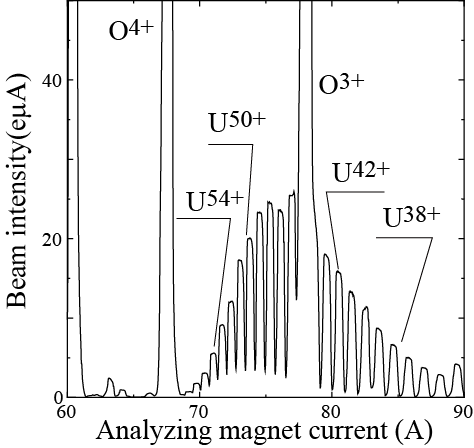 O4+
40
O3+
U50+
U42+
U54+
U38+
20
0
60
70
80
90
Beam intensity(eμA)
Analyzing magnet current (A)